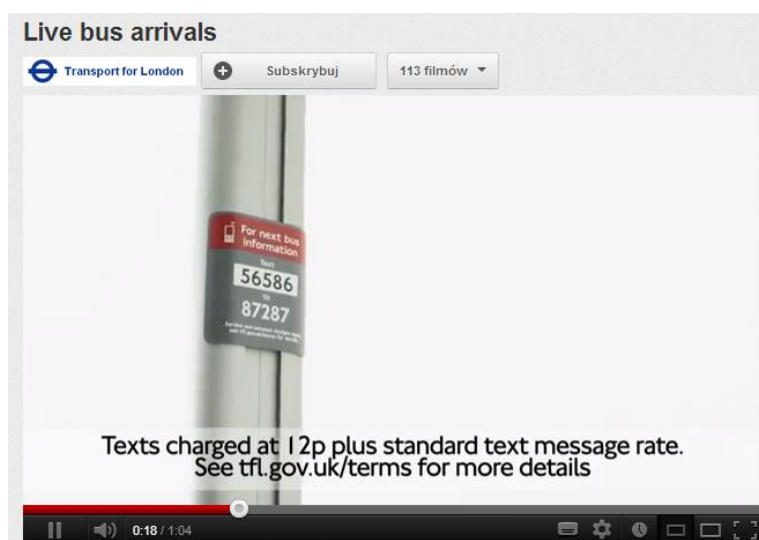 Live bus arrivals
Transport for London
Subskrybuj
113 filmów
For next bus
information
Text
56586
to
87287
Texts charged at 12p plus standard text message rate.
See tfl.gov.uk/terms for more details
0:18 / 1:04